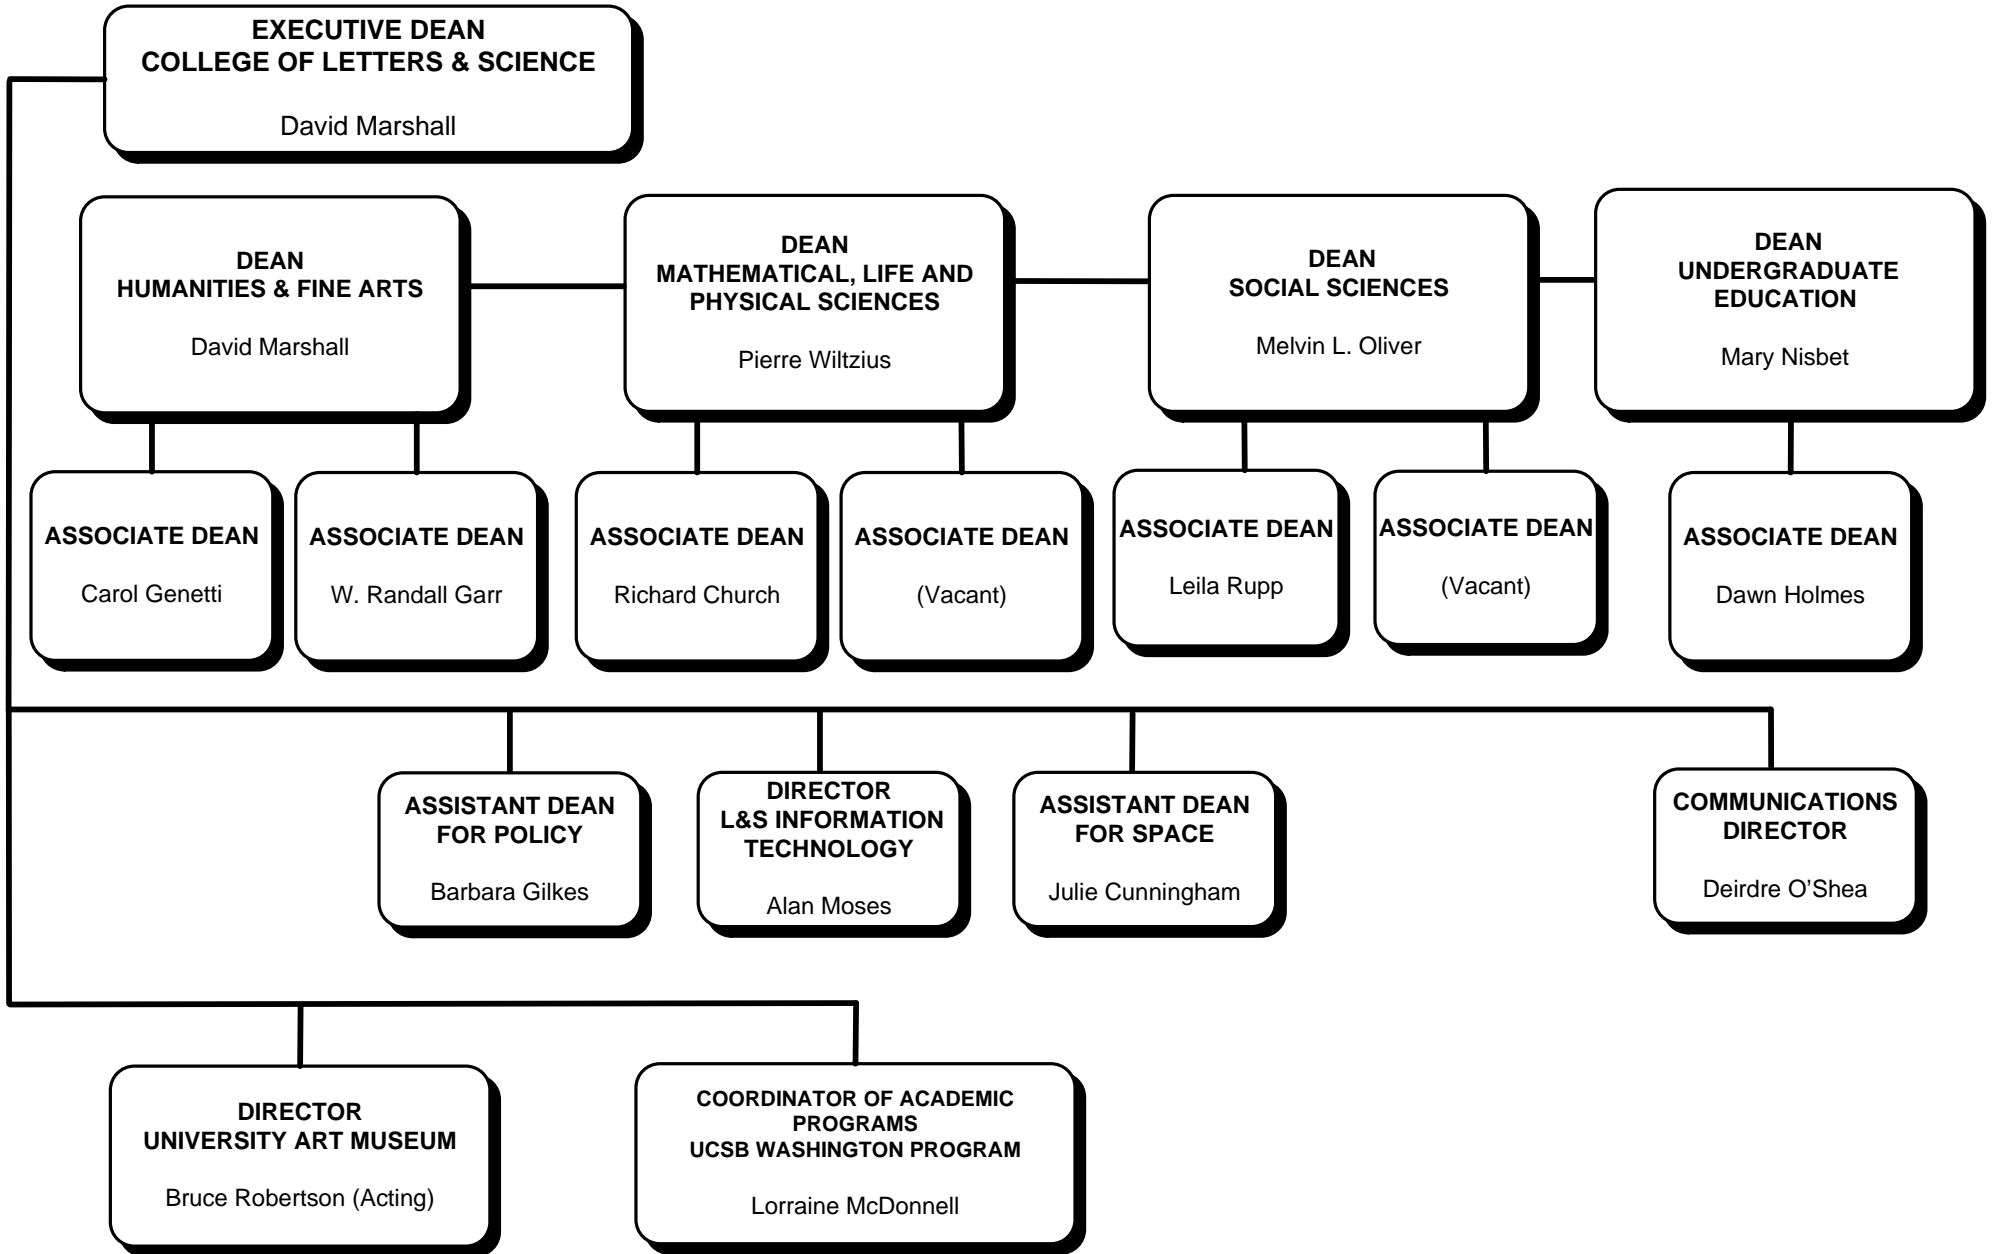 EXECUTIVE DEAN
COLLEGE OF LETTERS & SCIENCE
David Marshall
DEAN
HUMANITIES & FINE ARTS
David Marshall
DEAN
MATHEMATICAL, LIFE AND
PHYSICAL SCIENCES
Pierre Wiltzius
DEAN
SOCIAL SCIENCES
Melvin L. Oliver
DEAN
UNDERGRADUATE
EDUCATION
Mary Nisbet
ASSOCIATE DEAN
Carol Genetti
ASSOCIATE DEAN
W. Randall Garr
ASSOCIATE DEAN
Richard Church
ASSOCIATE DEAN
(Vacant)
ASSOCIATE DEAN
Leila Rupp
ASSOCIATE DEAN
(Vacant)
ASSOCIATE DEAN
Dawn Holmes
ASSISTANT DEAN
FOR POLICY
Barbara Gilkes
DIRECTOR
L&S INFORMATION
TECHNOLOGY
Alan Moses
ASSISTANT DEAN
FOR SPACE
Julie Cunningham
COMMUNICATIONS
DIRECTOR
Deirdre O’Shea
DIRECTOR
UNIVERSITY ART MUSEUM
Bruce Robertson (Acting)
COORDINATOR OF ACADEMIC
PROGRAMS
UCSB WASHINGTON PROGRAM
Lorraine McDonnell